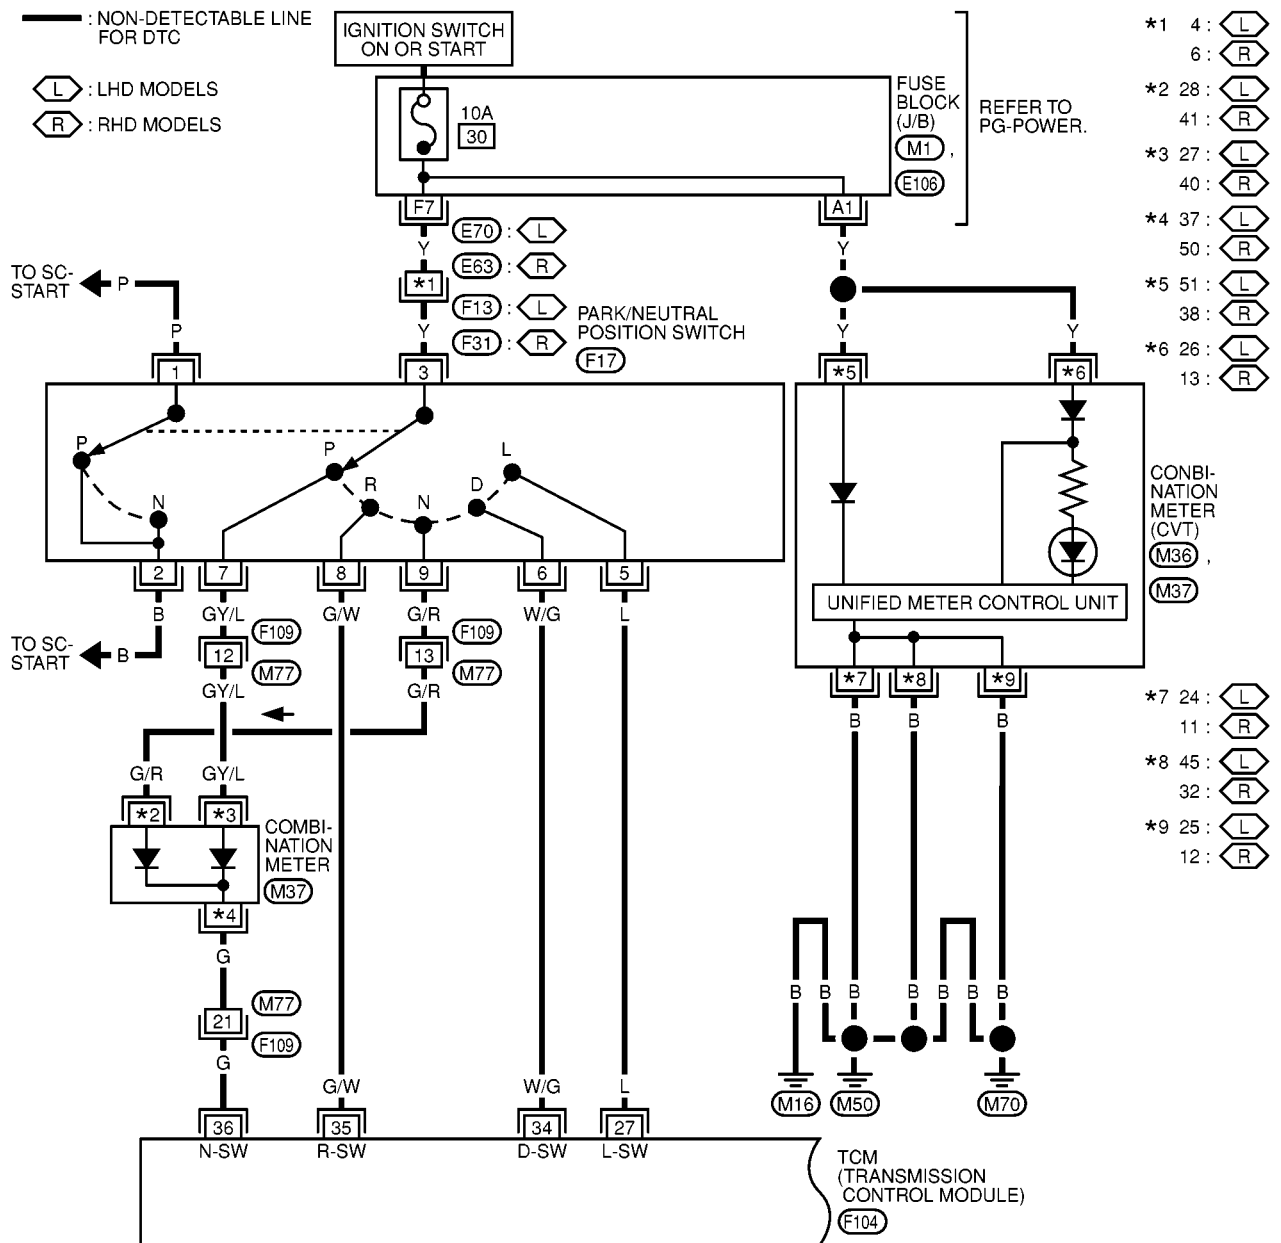 : NON-DETECTABLE LINE
FOR DTC
L : LHD MODELS
R : RHD MODELS
IGNITION SWITCH
ON OR START
10A
30
FUSE
BLOCK
(J/B)
M1 ,
E106
REFER TO
PG-POWER.
F7
A1
*1 4 : L
6 : R
*2 28 : L
41 : R
*3 27 : L
40 : R
*4 37 : L
50 : R
*5 51 : L
38 : R
*6 26 : L
13 : R
Y
E70 : L
E63 : R
*1
F13 : L
F31 : R
Y
Y
Y
Y
PARK/NEUTRAL
POSITION SWITCH
F17
TO SC-
START
P
P
1
3
*5
*6
P
N
P
R
N
D
L
CONBI-
NATION
METER
(CVT)
M36 ,
M37
UNIFIED METER CONTROL UNIT
2
7
8
9
6
5
B
GY/L
G/W
G/R
W/G
L
TO SC-
START
B
12
F109
M77
13
F109
M77
GY/L
G/R
*7
*8
*9
B
B
B
*7 24 : L
11 : R
*8 45 : L
32 : R
*9 25 : L
12 : R
G/R
GY/L
*2
*3
COMBI-
NATION
METER
M37
*4
G
M77
21
F109
G
B
B
B
B
B
B
B
M16
M50
M70
G/W
W/G
L
36
35
34
27
N-SW
R-SW
D-SW
L-SW
TCM
(TRANSMISSION
CONTROL MODULE)
F104